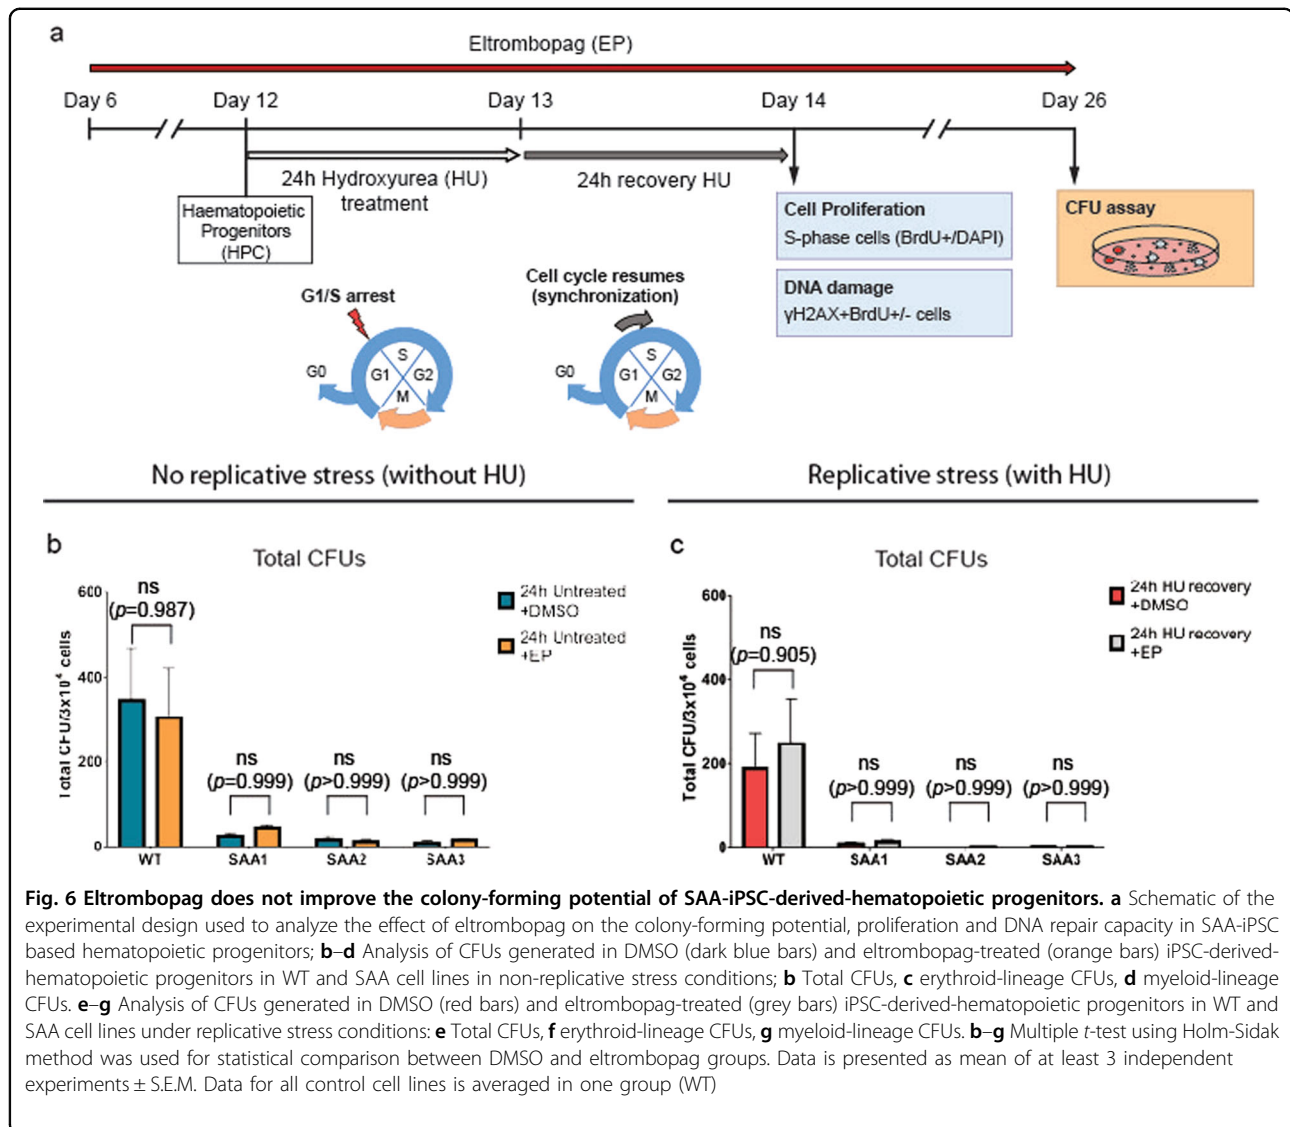 a
Eltrombopag (EP)
Day 6
Day 12
Day 13
Day 14
Day 26
24h Hydroxyurea (HU)
treatment
24h recovery HU
Haematopoietic
Progenitors
(HPC)
Cell Proliferation
S-phase cells (BrdU+/DAPI)
DNA damage
γH2AX+BrdU+/- cells
CFU assay
G1/S arrest
G0
G1
S
G2
M
Cell cycle resumes
(synchronization)
G0
G1
S
G2
M
No replicative stress (without HU)
Replicative stress (with HU)
b
Total CFUs
Total CFU/3x10⁴ cells
600
400
200
0
ns
(p=0.987)
ns
(p=0.999)
ns
(p>0.999)
ns
(p>0.999)
WT
SAA1
SAA2
SAA3
24h Untreated
+DMSO
24h Untreated
+EP
c
Total CFUs
Total CFU/3x10⁴ cells
600
400
200
0
ns
(p=0.905)
ns
(p>0.999)
ns
(p>0.999)
ns
(p>0.999)
WT
SAA1
SAA2
SAA3
24h HU recovery
+DMSO
24h HU recovery
+EP
Fig. 6 Eltrombopag does not improve the colony-forming potential of SAA-iPSC-derived-hematopoietic progenitors. a Schematic of the
experimental design used to analyze the effect of eltrombopag on the colony-forming potential, proliferation and DNA repair capacity in SAA-iPSC
based hematopoietic progenitors; b–d Analysis of CFUs generated in DMSO (dark blue bars) and eltrombopag-treated (orange bars) iPSC-derived-
hematopoietic progenitors in WT and SAA cell lines in non-replicative stress conditions; b Total CFUs, c erythroid-lineage CFUs, d myeloid-lineage
CFUs. e–g Analysis of CFUs generated in DMSO (red bars) and eltrombopag-treated (grey bars) iPSC-derived-hematopoietic progenitors in WT and
SAA cell lines under replicative stress conditions: e Total CFUs, f erythroid-lineage CFUs, g myeloid-lineage CFUs. b–g Multiple t-test using Holm-Sidak
method was used for statistical comparison between DMSO and eltrombopag groups. Data is presented as mean of at least 3 independent
experiments ± S.E.M. Data for all control cell lines is averaged in one group (WT)